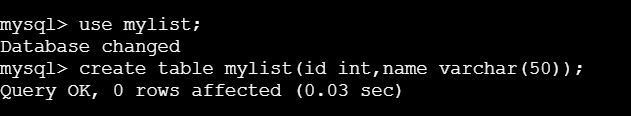 mysql> use mylist;
Database changed
mysql> create table mylist(id int,name varchar(50));
Query OK, 0 rows affected (0.03 sec)